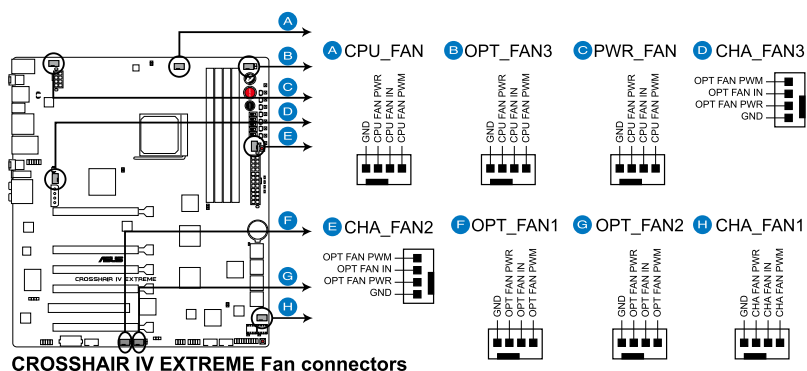 A
B
C
D
E
F
G
H
A CPU_FAN
GND
CPU FAN PWR
CPU FAN IN
CPU FAN PWM
B OPT_FAN3
GND
CPU FAN PWR
CPU FAN IN
CPU FAN PWM
C PWR_FAN
GND
CPU FAN PWR
CPU FAN IN
CPU FAN PWM
D CHA_FAN3
OPT FAN PWM
OPT FAN IN
OPT FAN PWR
GND
E CHA_FAN2
OPT FAN PWM
OPT FAN IN
OPT FAN PWR
GND
F OPT_FAN1
GND
OPT FAN PWR
OPT FAN IN
OPT FAN PWM
G OPT_FAN2
GND
OPT FAN PWR
OPT FAN IN
OPT FAN PWM
H CHA_FAN1
GND
CHA FAN PWR
CHA FAN IN
CHA FAN PWM
ASUS
CROSSHAIR IV EXTREME
CROSSHAIR IV EXTREME Fan connectors